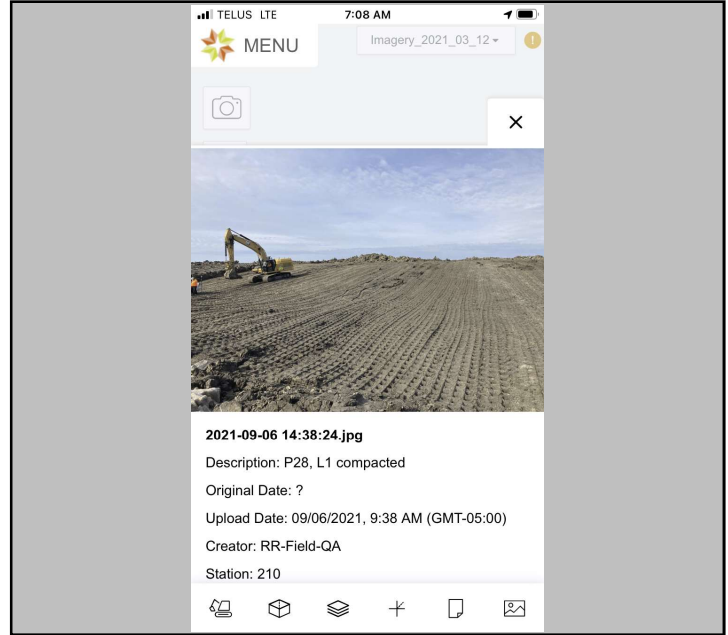 TELUS LTE 7:08 AM
MENU Imagery_2021_03_12
!
2021-09-06 14:38:24.jpg
Description: P28, L1 compacted
Original Date: ?
Upload Date: 09/06/2021, 9:38 AM (GMT-05:00)
Creator: RR-Field-QA
Station: 210